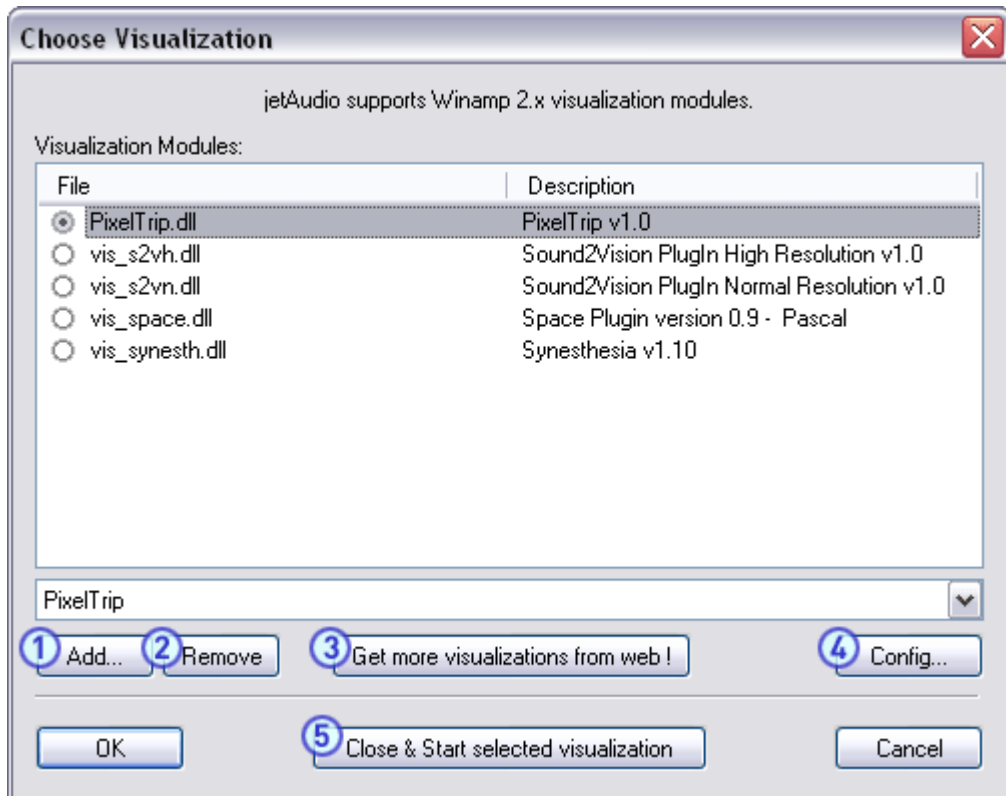 Choose Visualization
jetAudio supports Winamp 2.x visualization modules.
Visualization Modules:
File Description
PixelTrip.dll PixelTrip v1.0
vis_s2vh.dll Sound2Vision PlugIn High Resolution v1.0
vis_s2vn.dll Sound2Vision PlugIn Normal Resolution v1.0
vis_space.dll Space Plugin version 0.9 - Pascal
vis_synesth.dll Synesthesia v1.10
PixelTrip
1 Add... 2 Remove 3 Get more visualizations from web ! 4 Config...
OK 5 Close & Start selected visualization Cancel